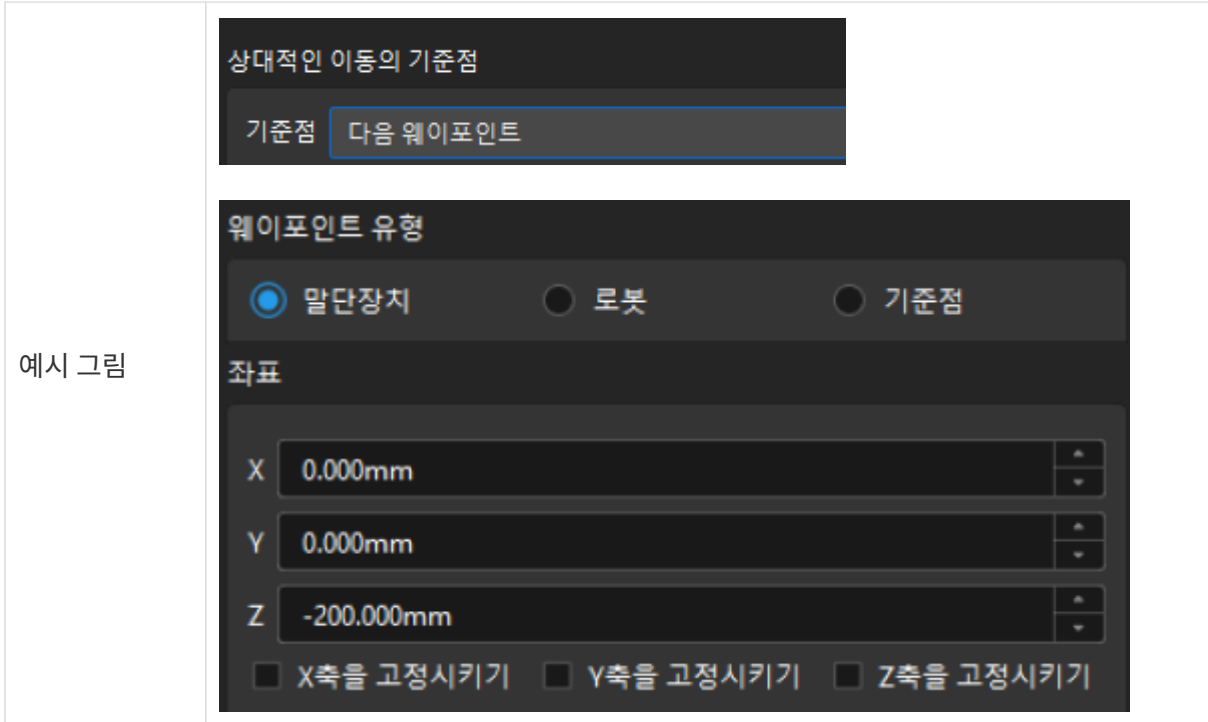 예시 그림
상대적인 이동의 기준점
기준점 다음 웨이포인트
웨이포인트 유형
말단장치 로봇 기준점
좌표
X 0.000mm
Y 0.000mm
Z -200.000mm
X축을 고정시키기 Y축을 고정시키기 Z축을 고정시키기